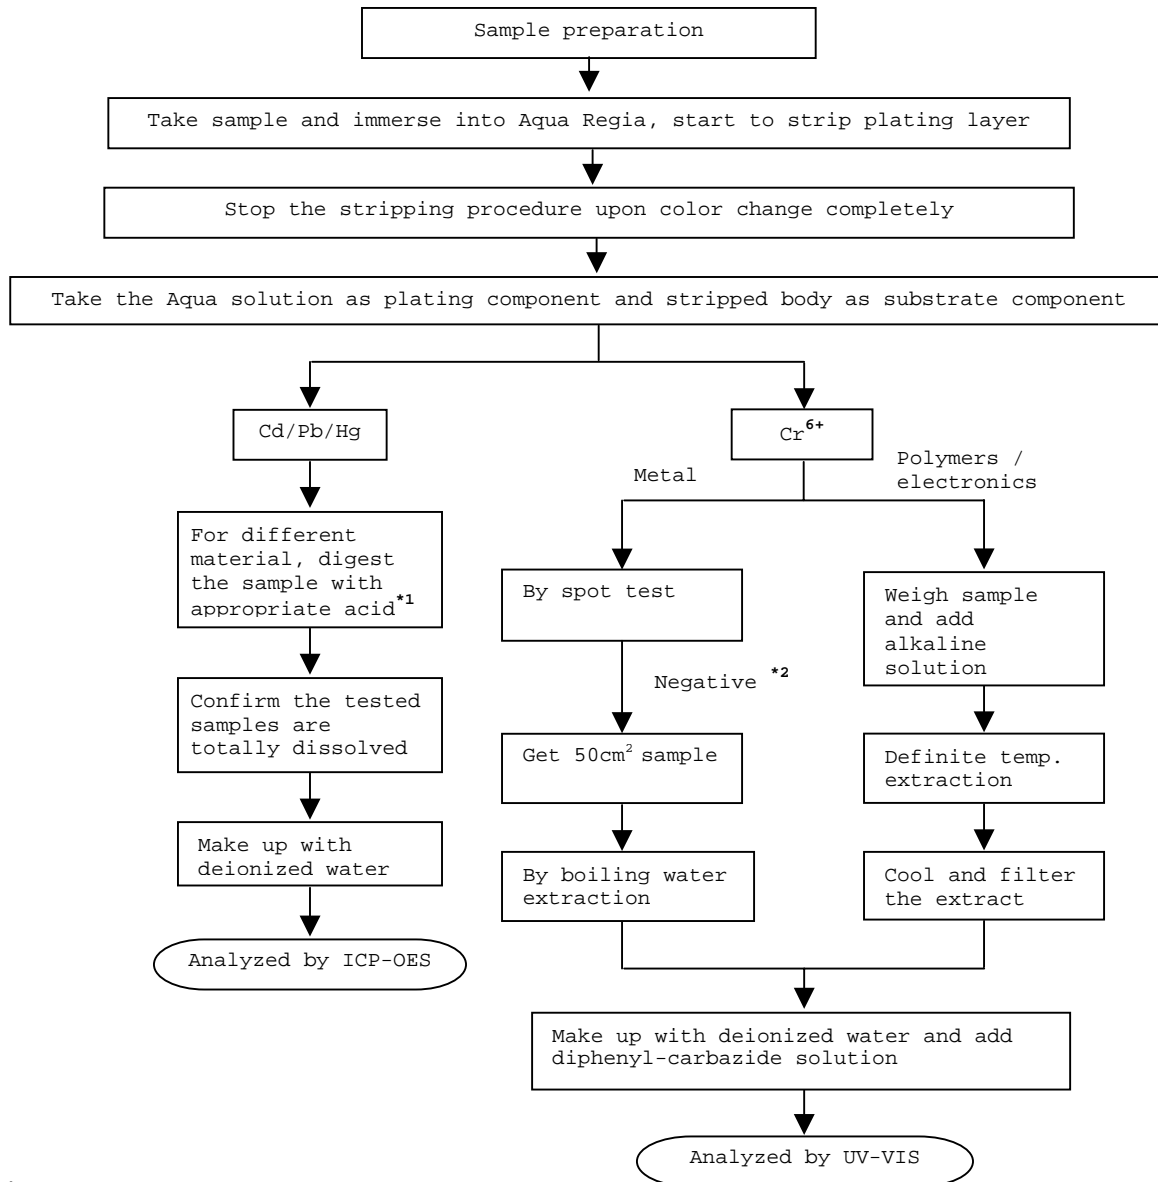 Sample preparation
Take sample and immerse into Aqua Regia, start to strip plating layer
Stop the stripping procedure upon color change completely
Take the Aqua solution as plating component and stripped body as substrate component
Cd/Pb/Hg
For different
material, digest
the sample with
appropriate acid*1
Confirm the tested
samples are
totally dissolved
Make up with
deionized water
Analyzed by ICP-OES
Cr6+
Metal
Polymers /
electronics
By spot test
Negative *2
Get 50cm² sample
By boiling water
extraction
Weigh sample
and add
alkaline
solution
Definite temp.
extraction
Cool and filter
the extract
Make up with deionized water and add
diphenyl-carbazide solution
Analyzed by UV-VIS